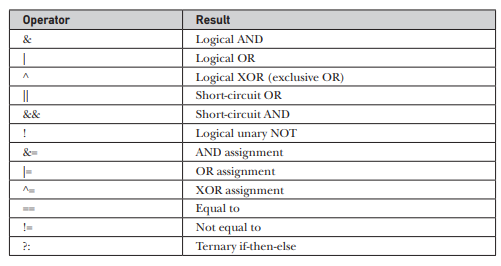 Operator Result
& Logical AND
| Logical OR
^ Logical XOR (exclusive OR)
|| Short-circuit OR
&& Short-circuit AND
! Logical unary NOT
&= AND assignment
|= OR assignment
^= XOR assignment
== Equal to
!= Not equal to
?: Ternary if-then-else